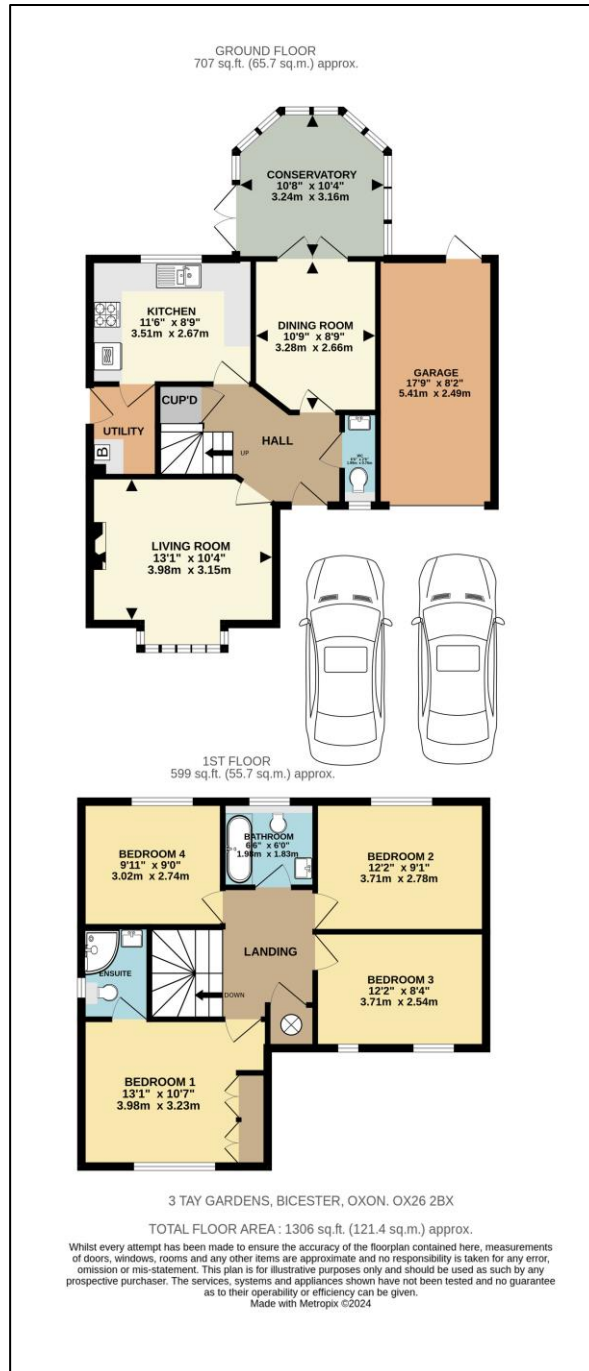 GROUND FLOOR
707 sq.ft. (65.7 sq.m.) approx.
CONSERVATORY
10'8" x 10'4"
3.24m x 3.16m
KITCHEN
11'6" x 8'9"
3.51m x 2.67m
DINING ROOM
10'9" x 8'9"
3.28m x 2.66m
GARAGE
17'9" x 8'2"
5.41m x 2.49m
CUP'D
UTILITY
B
HALL
UP
WC
LIVING ROOM
13'1" x 10'4"
3.98m x 3.15m
1ST FLOOR
599 sq.ft. (55.7 sq.m.) approx.
BEDROOM 4
9'11" x 9'0"
3.02m x 2.74m
BATHROOM
6'6" x 6'0"
1.98m x 1.83m
BEDROOM 2
12'2" x 9'1"
3.71m x 2.78m
ENSUITE
LANDING
DOWN
BEDROOM 3
12'2" x 8'4"
3.71m x 2.54m
BEDROOM 1
13'1" x 10'7"
3.98m x 3.23m
3 TAY GARDENS, BICESTER, OXON. OX26 2BX
TOTAL FLOOR AREA : 1306 sq.ft. (121.4 sq.m.) approx.
Whilst every attempt has been made to ensure the accuracy of the floorplan contained here, measurements
of doors, windows, rooms and any other items are approximate and no responsibility is taken for any error,
omission or mis-statement. This plan is for illustrative purposes only and should be used as such by any
prospective purchaser. The services, systems and appliances shown have not been tested and no guarantee
as to their operability or efficiency can be given.
Made with Metropix ©2024